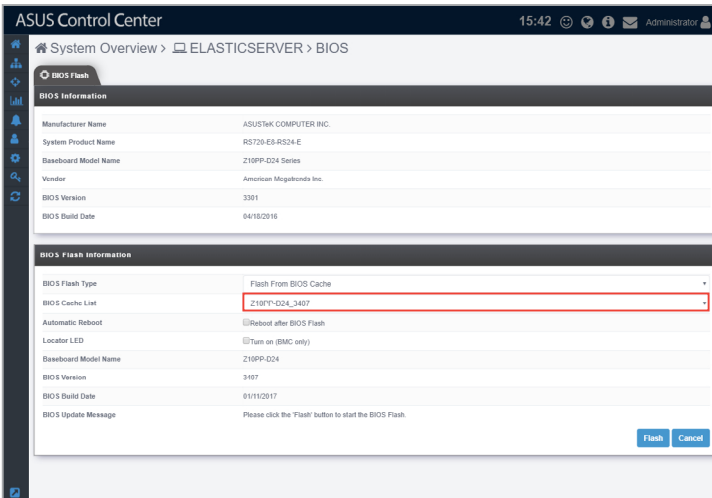 ASUS Control Center
15:42 Administrator
System Overview > ELASTICSERVER > BIOS
BIOS Flash
BIOS Information
Manufacturer Name ASUSTeK COMPUTER INC.
System Product Name RS720-E8-RS24-E
Baseboard Model Name Z10PP-D24 Series
Vendor American Megatrends Inc.
BIOS Version 3301
BIOS Build Date 04/18/2016
BIOS Flash Information
BIOS Flash Type Flash From BIOS Cache
BIOS Cache List Z10PP-D24_3407
Automatic Reboot Reboot after BIOS Flash
Locator LED Turn on (BMC only)
Baseboard Model Name Z10PP-D24
BIOS Version 3407
BIOS Build Date 01/11/2017
BIOS Update Message Please click the 'Flash' button to start the BIOS Flash.
Flash Cancel